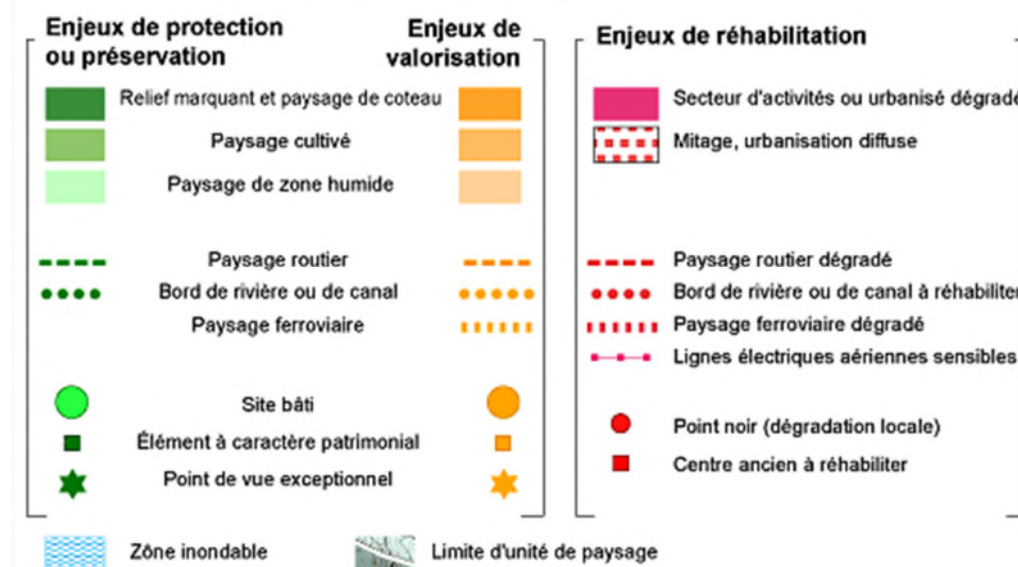 Enjeux de protection
ou préservation
Enjeux de
valorisation
Relief marquant et paysage de coteau
Paysage cultivé
Paysage de zone humide
Paysage routier
Bord de rivière ou de canal
Paysage ferroviaire
Site bâti
Élément à caractère patrimonial
Point de vue exceptionnel
Enjeux de réhabilitation
Secteur d'activités ou urbanisé dégradé
Mitage, urbanisation diffuse
Paysage routier dégradé
Bord de rivière ou de canal à réhabiliter
Paysage ferroviaire dégradé
Lignes électriques aériennes sensibles
Point noir (dégradation locale)
Centre ancien à réhabiliter
Zône inondable
Limite d'unité de paysage